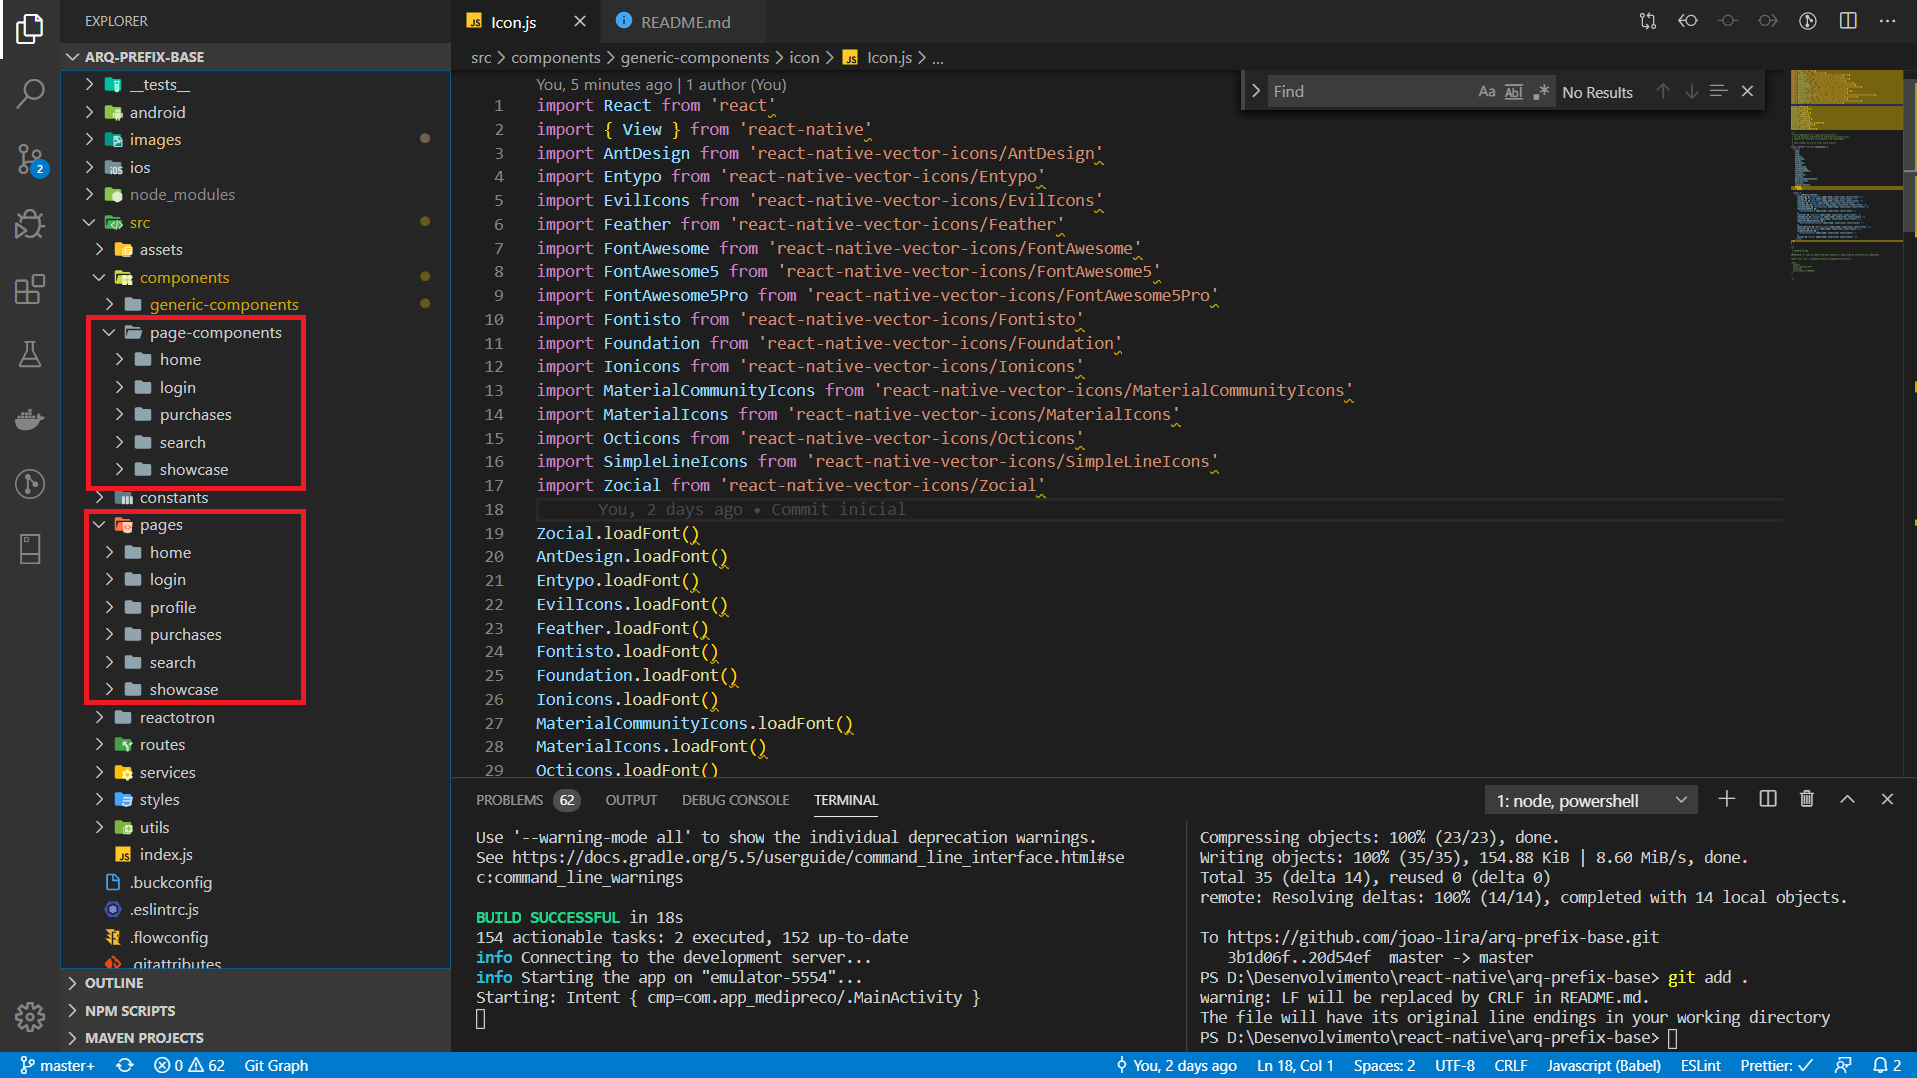 EXPLORER
ARQ-PREFIX-BASE
__tests__
android
images
ios
node_modules
src
assets
components
generic-components
page-components
home
login
purchases
search
showcase
constants
pages
home
login
profile
purchases
search
showcase
reactotron
routes
services
styles
utils
JS index.js
.buckconfig
.eslintrc.js
.flowconfig
.gitattributes
OUTLINE
NPM SCRIPTS
MAVEN PROJECTS
2
JS Icon.js
README.md
src > components > generic-components > icon > JS Icon.js > ...
Find Aa Abl .* No Results
You, 5 minutes ago | 1 author (You)
1 import React from 'react'
2 import { View } from 'react-native'
3 import AntDesign from 'react-native-vector-icons/AntDesign'
4 import Entypo from 'react-native-vector-icons/Entypo'
5 import EvilIcons from 'react-native-vector-icons/EvilIcons'
6 import Feather from 'react-native-vector-icons/Feather'
7 import FontAwesome from 'react-native-vector-icons/FontAwesome'
8 import FontAwesome5 from 'react-native-vector-icons/FontAwesome5'
9 import FontAwesome5Pro from 'react-native-vector-icons/FontAwesome5Pro'
10 import Fontisto from 'react-native-vector-icons/Fontisto'
11 import Foundation from 'react-native-vector-icons/Foundation'
12 import Ionicons from 'react-native-vector-icons/Ionicons'
13 import MaterialCommunityIcons from 'react-native-vector-icons/MaterialCommunityIcons'
14 import MaterialIcons from 'react-native-vector-icons/MaterialIcons'
15 import Octicons from 'react-native-vector-icons/Octicons'
16 import SimpleLineIcons from 'react-native-vector-icons/SimpleLineIcons'
17 import Zocial from 'react-native-vector-icons/Zocial'
18 You, 2 days ago • Commit inicial
19 Zocial.loadFont()
20 AntDesign.loadFont()
21 Entypo.loadFont()
22 EvilIcons.loadFont()
23 Feather.loadFont()
24 Fontisto.loadFont()
25 Foundation.loadFont()
26 Ionicons.loadFont()
27 MaterialCommunityIcons.loadFont()
28 MaterialIcons.loadFont()
29 Octicons.loadFont()
PROBLEMS 62 OUTPUT DEBUG CONSOLE TERMINAL
1: node, powershell
Use '--warning-mode all' to show the individual deprecation warnings.
See https://docs.gradle.org/5.5/userguide/command_line_interface.html#se
c:command_line_warnings
BUILD SUCCESSFUL in 18s
154 actionable tasks: 2 executed, 152 up-to-date
info Connecting to the development server...
info Starting the app on "emulator-5554"...
Starting: Intent { cmp=com.app_medipreco/.MainActivity }
Compressing objects: 100% (23/23), done.
Writing objects: 100% (35/35), 154.88 KiB | 8.60 MiB/s, done.
Total 35 (delta 14), reused 0 (delta 0)
remote: Resolving deltas: 100% (14/14), completed with 14 local objects.
To https://github.com/joao-lira/arq-prefix-base.git
3b1d06f..20d54ef master -> master
PS D:\Desenvolvimento\react-native\arq-prefix-base> git add .
warning: LF will be replaced by CRLF in README.md.
The file will have its original line endings in your working directory
PS D:\Desenvolvimento\react-native\arq-prefix-base>
master+ 0 62 Git Graph You, 2 days ago Ln 18, Col 1 Spaces: 2 UTF-8 CRLF Javascript (Babel) ESLint Prettier: ✓ 2